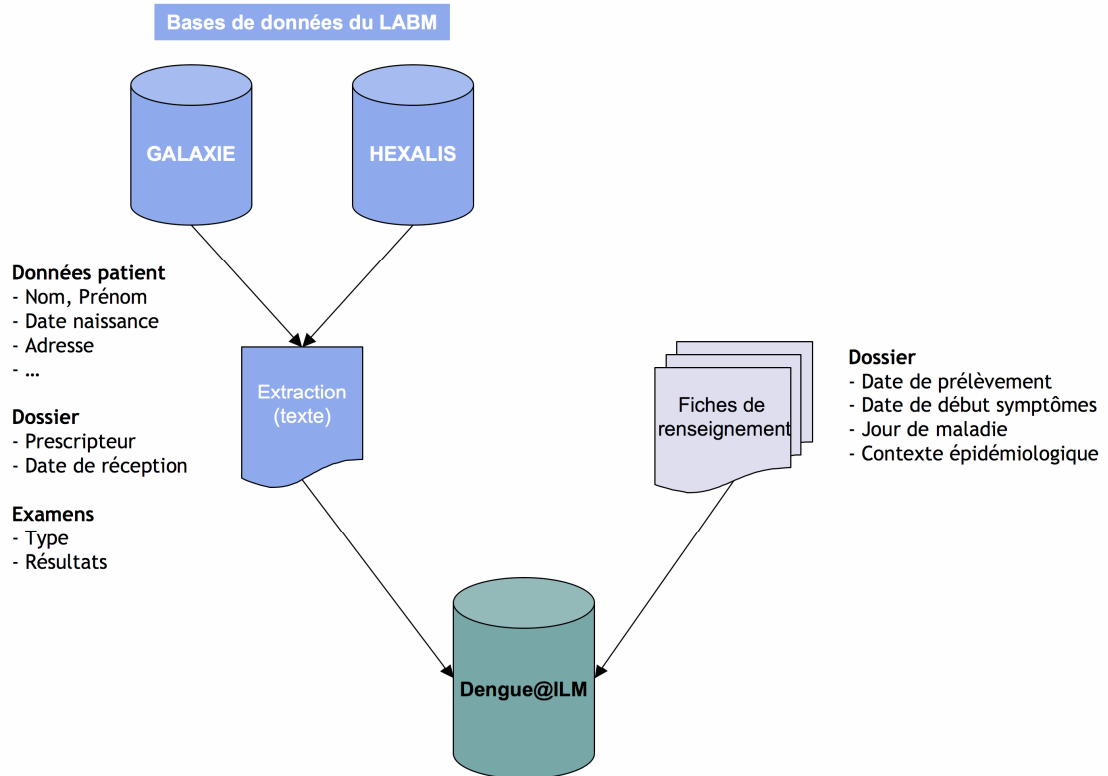 Bases de données du LABM
GALAXIE
HEXALIS
Données patient
- Nom, Prénom
- Date naissance
- Adresse
- ...
Dossier
- Prescripteur
- Date de réception
Examens
- Type
- Résultats
Extraction
(texte)
Fiches de
renseignement
Dossier
- Date de prélèvement
- Date de début symptômes
- Jour de maladie
- Contexte épidémiologique
Dengue@ILM